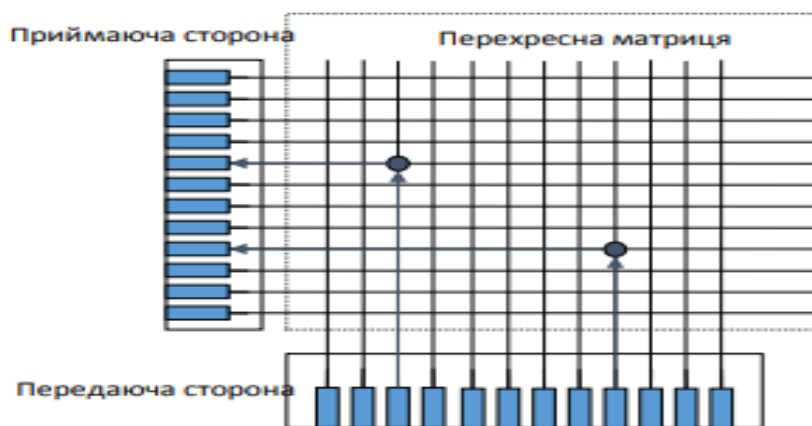 Приймаюча сторона
Перехресна матриця
Передаюча сторона